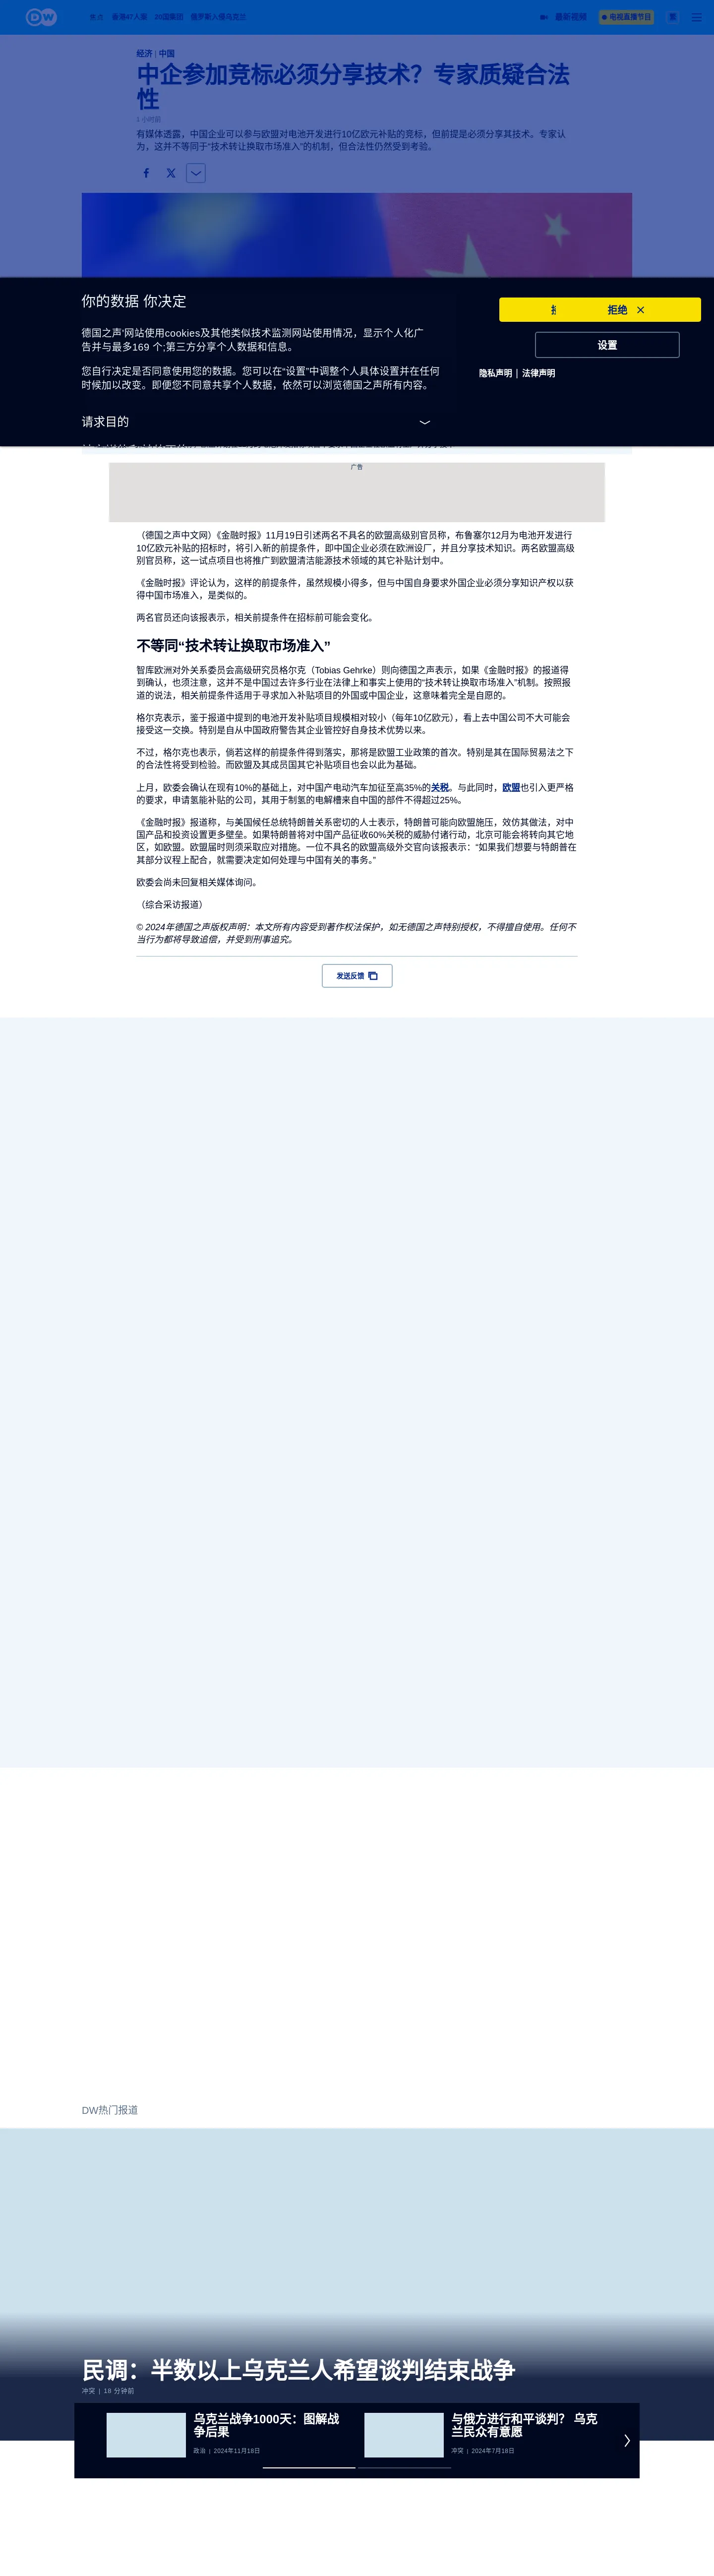 DW
焦点 香港47人案 20国集团 俄罗斯入侵乌克兰
最新视频
电视直播节目
繁
经济 | 中国
中企参加竞标必须分享技术？专家质疑合法
性
1 小时前
有媒体透露，中国企业可以参与欧盟对电池开发进行10亿欧元补贴的竞标，但前提是必须分享其技术。专家认
为，这并不等同于“技术转让换取市场准入”的机制，但合法性仍然受到考验。
你的数据 你决定
拒绝
德国之声'网站使用cookies及其他类似技术监测网站使用情况，显示个人化广
告并与最多169 个;第三方分享个人数据和信息。
设置
您自行决定是否同意使用您的数据。您可以在“设置”中调整个人具体设置并在任何
时候加以改变。即便您不同意共享个人数据，依然可以浏览德国之声所有内容。
隐私声明 | 法律声明
请求目的
广告
（德国之声中文网）《金融时报》11月19日引述两名不具名的欧盟高级别官员称，布鲁塞尔12月为电池开发进行
10亿欧元补贴的招标时，将引入新的前提条件，即中国企业必须在欧洲设厂，并且分享技术知识。两名欧盟高级
别官员称，这一试点项目也将推广到欧盟清洁能源技术领域的其它补贴计划中。
《金融时报》评论认为，这样的前提条件，虽然规模小得多，但与中国自身要求外国企业必须分享知识产权以获
得中国市场准入，是类似的。
两名官员还向该报表示，相关前提条件在招标前可能会变化。
不等同“技术转让换取市场准入”
智库欧洲对外关系委员会高级研究员格尔克（Tobias Gehrke）则向德国之声表示，如果《金融时报》的报道得
到确认，也须注意，这并不是中国过去许多行业在法律上和事实上使用的“技术转让换取市场准入”机制。按照报
道的说法，相关前提条件适用于寻求加入补贴项目的外国或中国企业，这意味着完全是自愿的。
格尔克表示，鉴于报道中提到的电池开发补贴项目规模相对较小（每年10亿欧元），看上去中国公司不大可能会
接受这一交换。特别是自从中国政府警告其企业管控好自身技术优势以来。
不过，格尔克也表示，倘若这样的前提条件得到落实，那将是欧盟工业政策的首次。特别是其在国际贸易法之下
的合法性将受到检验。而欧盟及其成员国其它补贴项目也会以此为基础。
上月，欧委会确认在现有10%的基础上，对中国产电动汽车加征至高35%的关税。与此同时，欧盟也引入更严格
的要求，申请氢能补贴的公司，其用于制氢的电解槽来自中国的部件不得超过25%。
《金融时报》报道称，与美国候任总统特朗普关系密切的人士表示，特朗普可能向欧盟施压，效仿其做法，对中
国产品和投资设置更多壁垒。如果特朗普将对中国产品征收60%关税的威胁付诸行动，北京可能会将转向其它地
区，如欧盟。欧盟届时则须采取应对措施。一位不具名的欧盟高级外交官向该报表示：“如果我们想要与特朗普在
其部分议程上配合，就需要决定如何处理与中国有关的事务。”
欧委会尚未回复相关媒体询问。
（综合采访报道）
© 2024年德国之声版权声明：本文所有内容受到著作权法保护，如无德国之声特别授权，不得擅自使用。任何不
当行为都将导致追偿，并受到刑事追究。
发送反馈
DW热门报道
民调：半数以上乌克兰人希望谈判结束战争
冲突 | 18 分钟前
乌克兰战争1000天：图解战
争后果
政治 | 2024年11月18日
与俄方进行和平谈判？ 乌克
兰民众有意愿
冲突 | 2024年7月18日